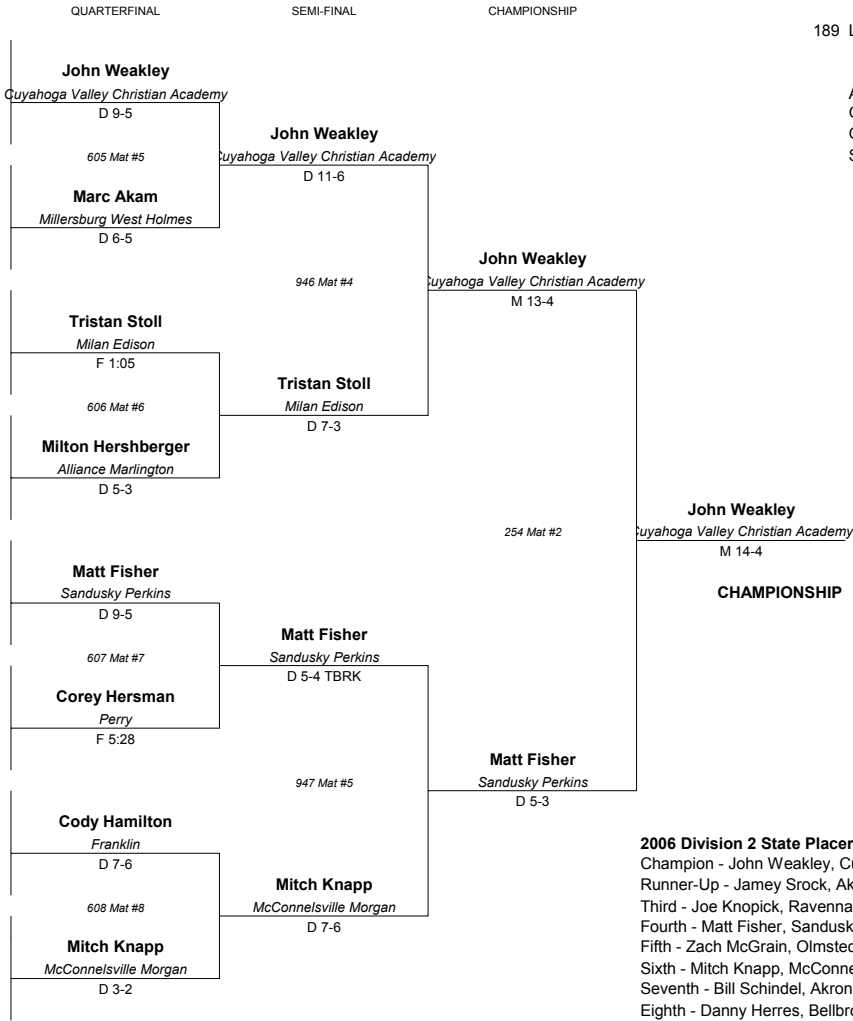 QUARTERFINAL
SEMI-FINAL
CHAMPIONSHIP
189
John Weakley
Cuyahoga Valley Christian Academy
D 9-5
605 Mat #5
Marc Akam
Millersburg West Holmes
D 6-5
Tristan Stoll
Milan Edison
F 1:05
606 Mat #6
Milton Hershberger
Alliance Marlington
D 5-3
Matt Fisher
Sandusky Perkins
D 9-5
607 Mat #7
Corey Hersman
Perry
F 5:28
Cody Hamilton
Franklin
D 7-6
608 Mat #8
Mitch Knapp
McConnelsville Morgan
D 3-2
John Weakley
Cuyahoga Valley Christian Academy
D 11-6
946 Mat #4
Tristan Stoll
Milan Edison
D 7-3
Matt Fisher
Sandusky Perkins
D 5-4 TBRK
947 Mat #5
Mitch Knapp
McConnelsville Morgan
D 7-6
John Weakley
Cuyahoga Valley Christian Academy
M 13-4
254 Mat #2
Matt Fisher
Sandusky Perkins
D 5-3
John Weakley
Cuyahoga Valley Christian Academy
M 14-4
CHAMPIONSHIP
2006 Division 2 State Placer
Champion - John Weakley, Cu
Runner-Up - Jamey Srock, Ak
Third - Joe Knopick, Ravenna
Fourth - Matt Fisher, Sandusk
Fifth - Zach McGrain, Olmsted
Sixth - Mitch Knapp, McConne
Seventh - Bill Schindel, Akron
Eighth - Danny Herres, Bellbro